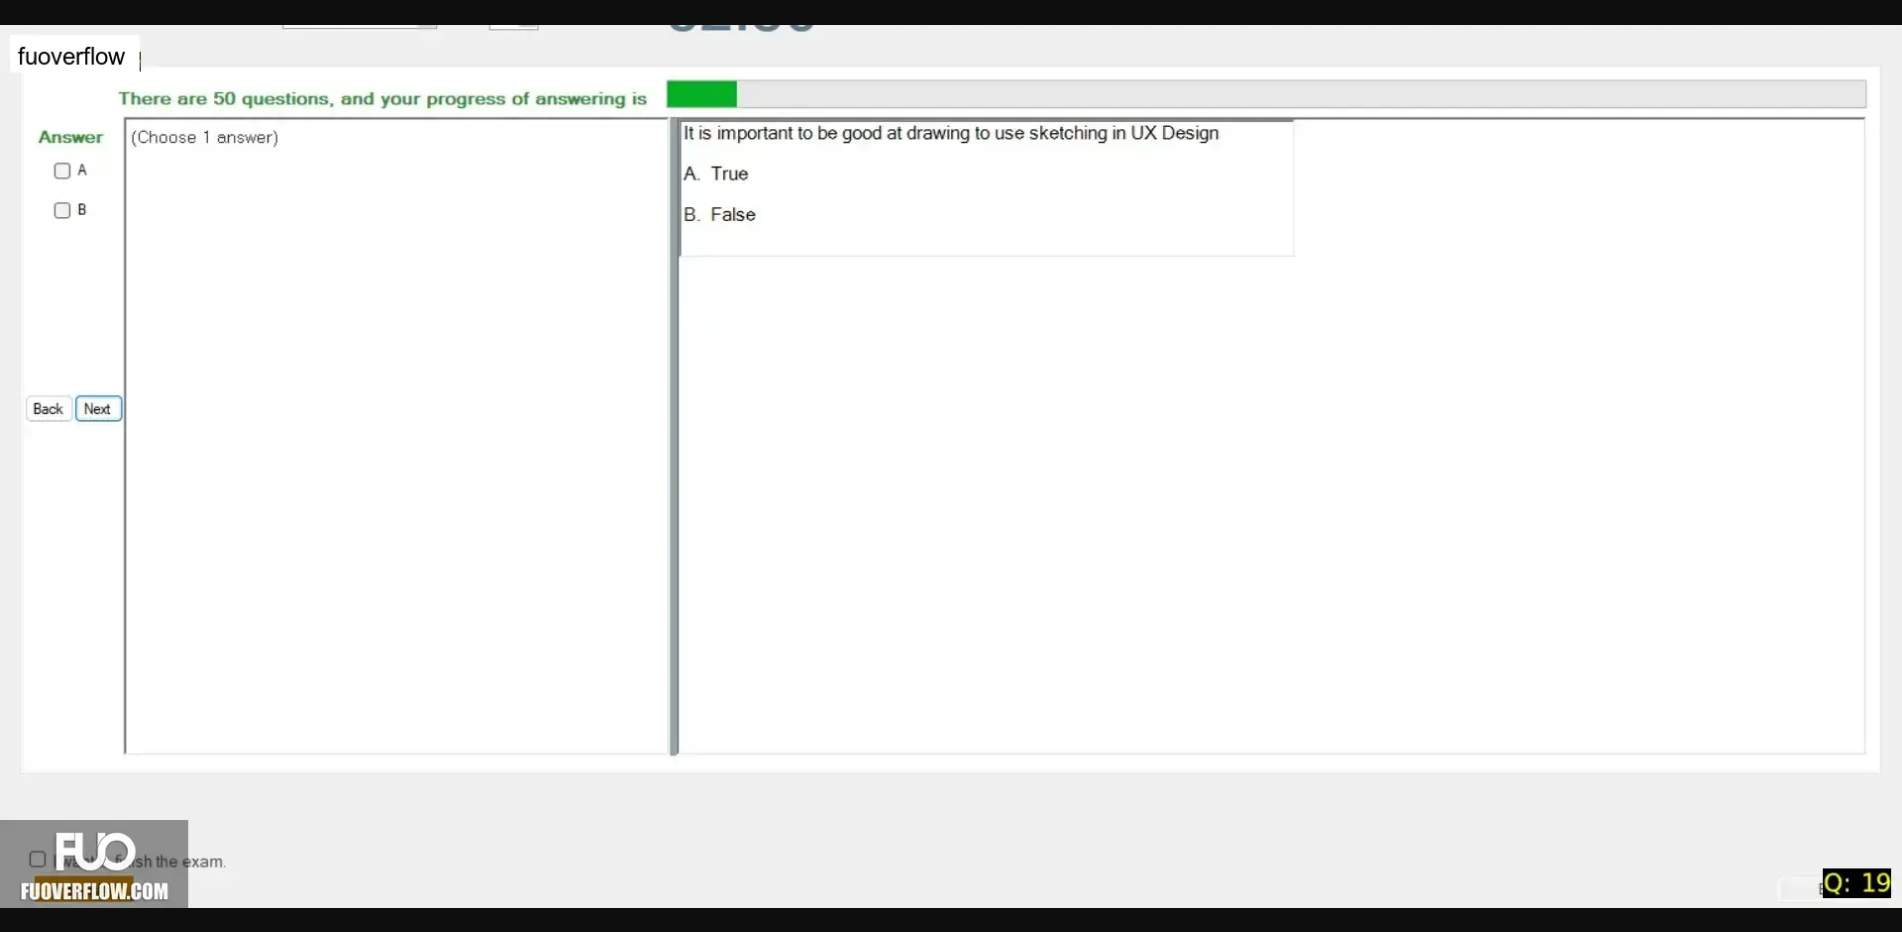 fuoverflow
There are 50 questions, and your progress of answering is
Answer
(Choose 1 answer)
A
B
It is important to be good at drawing to use sketching in UX Design
A. True
B. False
Back Next
FUO
finish the exam.
FUOVERFLOW.COM
Q: 19